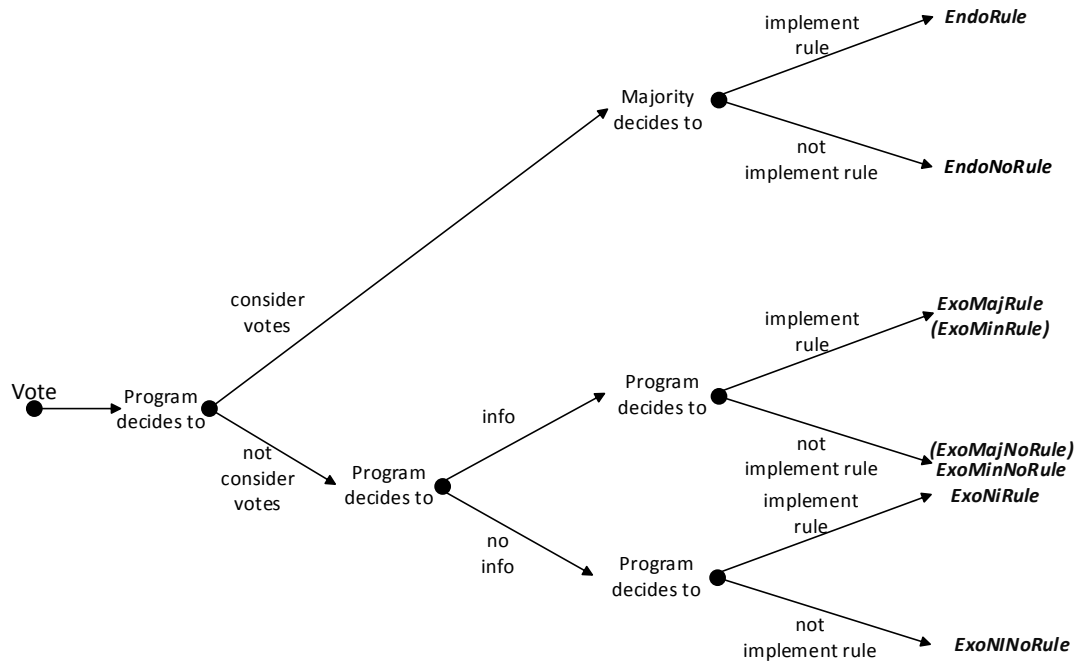 implement
rule
EndoRule
Majority
decides to
not
implement rule
EndoNoRule
consider
votes
implement
rule
ExoMajRule
(ExoMinRule)
Vote
Program
decides to
info
Program
decides to
not
consider
votes
Program
decides to
not
implement rule
(ExoMajNoRule)
ExoMinNoRule
implement
rule
ExoNiRule
no
info
Program
decides to
not
implement rule
ExoNINoRule